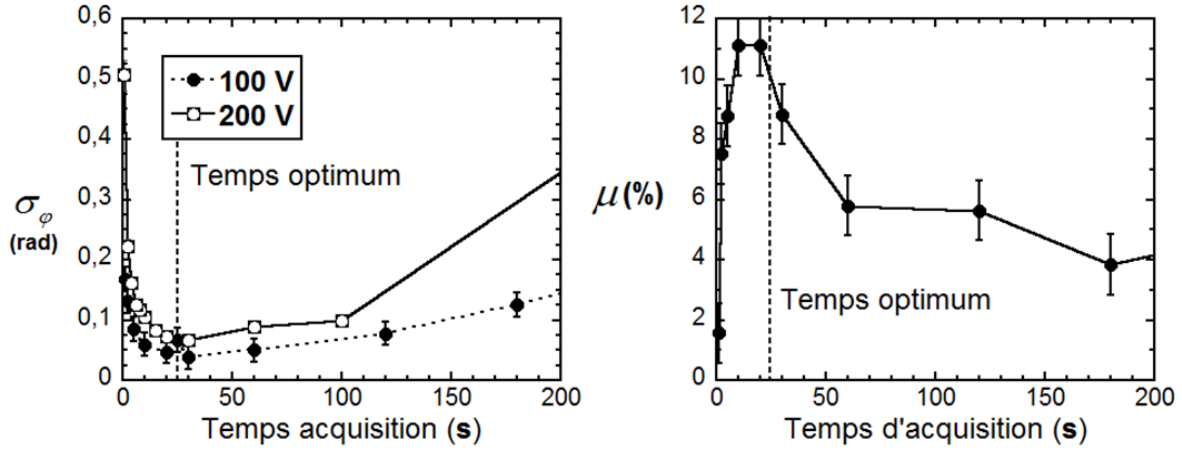 0,6
0,5
0,4
0,3
0,2
0,1
0
σφ
(rad)
100 V
200 V
Temps optimum
0 50 100 150 200
Temps acquisition (s)
12
10
8
6
4
2
0
μ(%)
Temps optimum
0 50 100 150 200
Temps d'acquisition (s)